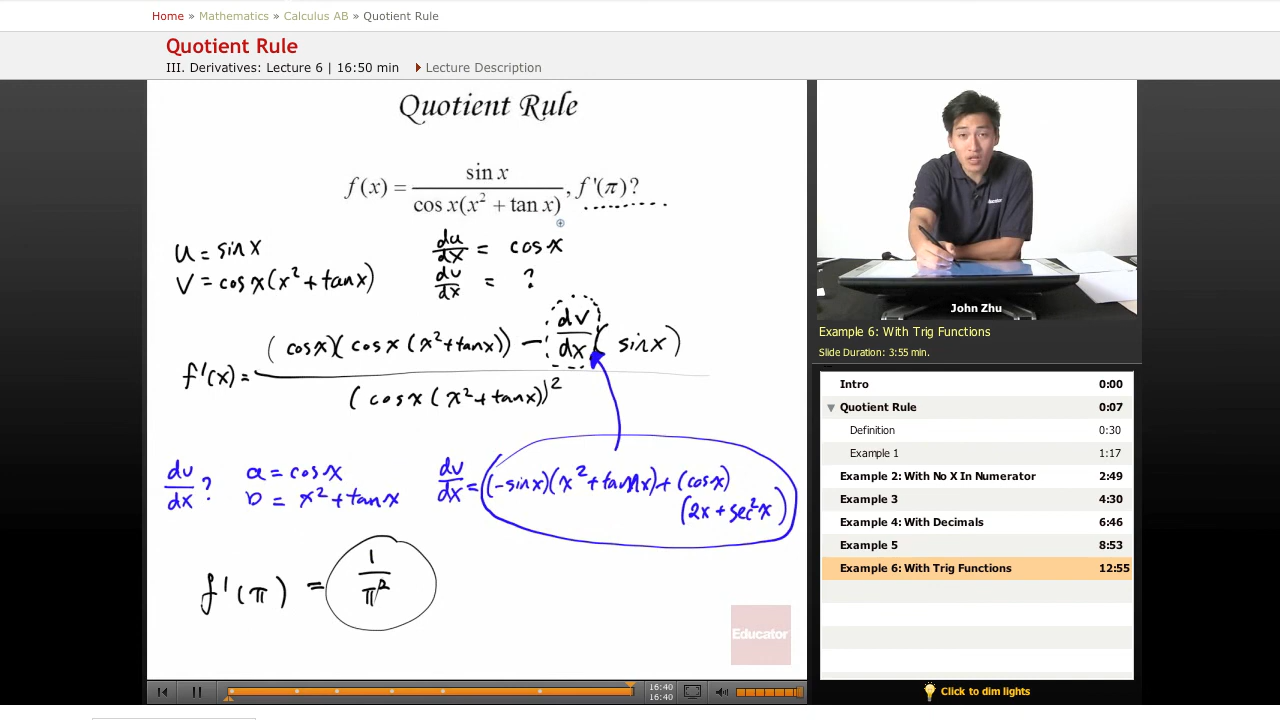 Home » Mathematics » Calculus AB » Quotient Rule
Quotient Rule
III. Derivatives: Lecture 6 | 16:50 min
Lecture Description
Quotient Rule
f(x) = sin x / cos x(x² + tan x), f'(π)?
u = sin x
du/dx = cos x
v = cos x (x² + tan x)
dv/dx = ?
f'(x) = (cos x)(cos x (x² + tan x)) − dv/dx (sin x) / (cos x (x² + tan x))²
dv/dx ?
a = cos x
b = x² + tan x
dv/dx = (−sin x)(x² + tan x) + (cos x)
(2x + sec² x)
f'(π) = 1/π²
Educator
16:40
16:40
Educator
John Zhu
Example 6: With Trig Functions
Slide Duration: 3:55 min.
Intro 0:00
Quotient Rule 0:07
Definition 0:30
Example 1 1:17
Example 2: With No X In Numerator 2:49
Example 3 4:30
Example 4: With Decimals 6:46
Example 5 8:53
Example 6: With Trig Functions 12:55
Click to dim lights